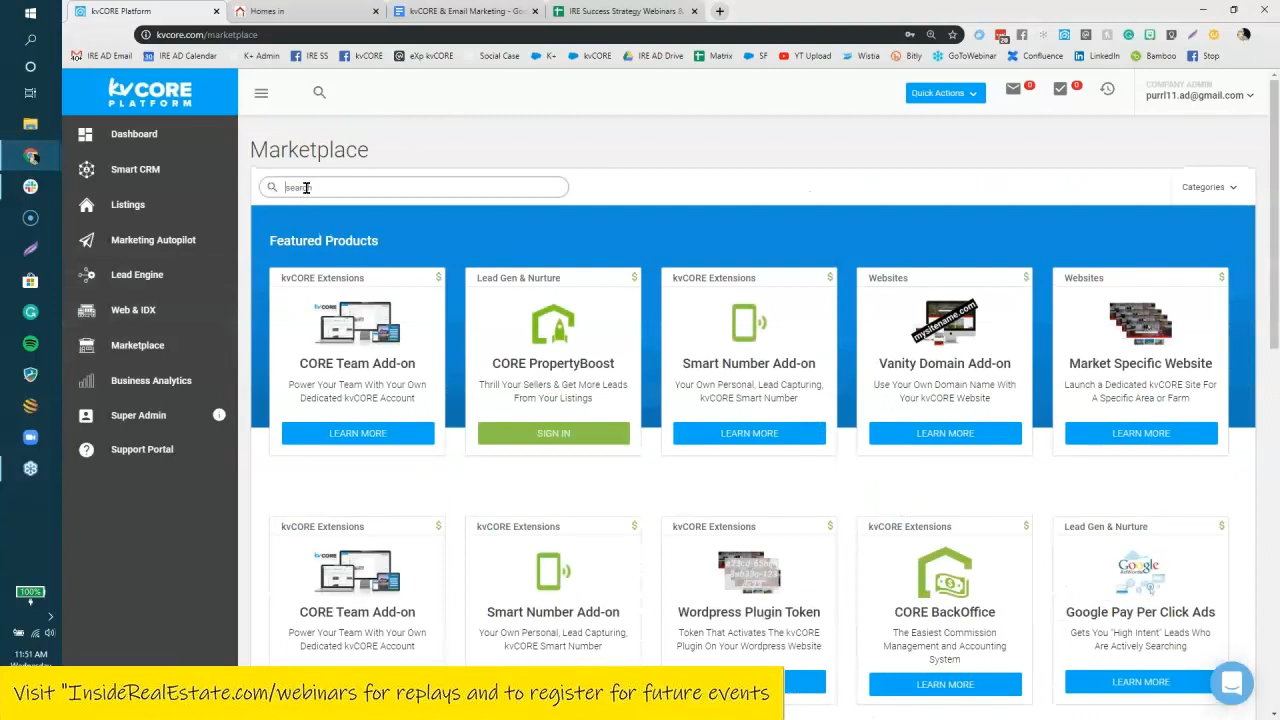 kvCORE Platform
Homes in
kvCORE & Email Marketing - Goo
IRE Success Strategy Webinars &
kvcore.com/marketplace
IRE AD Email
IRE AD Calendar
K+ Admin
IRE SS
kvCORE
eXp kvCORE
Social Case
K+
kvCORE
IRE AD Drive
Matrix
SF
YT Upload
Wistia
Bitly
GoToWebinar
Confluence
LinkedIn
Bamboo
Stop
kvCORE
PLATFORM
Quick Actions
0
0
COMPANY ADMIN
purrl11.ad@gmail.com
Dashboard
Smart CRM
Listings
Marketing Autopilot
Lead Engine
Web & IDX
Marketplace
Business Analytics
Super Admin
Support Portal
Marketplace
search
Categories
Featured Products
kvCORE Extensions $
CORE Team Add-on
Power Your Team With Your Own
Dedicated kvCORE Account
LEARN MORE
Lead Gen & Nurture $
CORE PropertyBoost
Thrill Your Sellers & Get More Leads
From Your Listings
SIGN IN
kvCORE Extensions $
Smart Number Add-on
Your Own Personal, Lead Capturing,
kvCORE Smart Number
LEARN MORE
Websites $
mysitename.com
Vanity Domain Add-on
Use Your Own Domain Name With
Your kvCORE Website
LEARN MORE
Websites $
Market Specific Website
Launch a Dedicated kvCORE Site For
A Specific Area or Farm
LEARN MORE
kvCORE Extensions $
CORE Team Add-on
Power Your Team With Your Own
Dedicated kvCORE Account
kvCORE Extensions $
Smart Number Add-on
Your Own Personal, Lead Capturing,
kvCORE Smart Number
kvCORE Extensions $
Wordpress Plugin Token
Token That Activates The kvCORE
Plugin On Your Wordpress Website
kvCORE Extensions $
CORE BackOffice
The Easiest Commission
Management and Accounting
System
LEARN MORE
Lead Gen & Nurture $
Google
AdWords
Google Pay Per Click Ads
Gets You "High Intent" Leads Who
Are Actively Searching
LEARN MORE
100%
11:51 AM
Wednesday
Visit "InsideRealEstate.com/webinars for replays and to register for future events